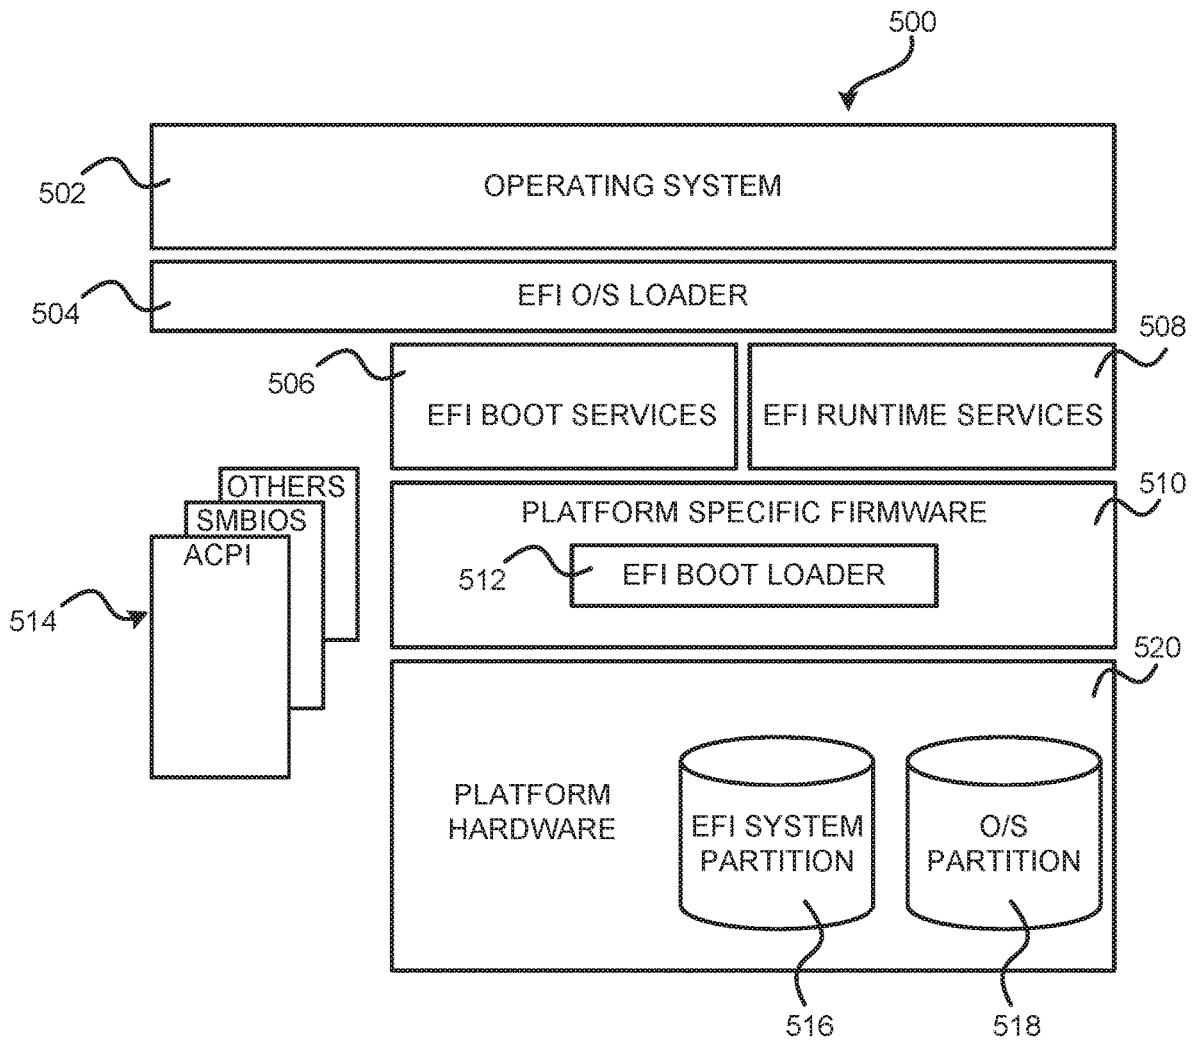 500
502
OPERATING SYSTEM
504
EFI O/S LOADER
506
508
EFI BOOT SERVICES
EFI RUNTIME SERVICES
OTHERS
SMBIOS
ACPI
514
510
PLATFORM SPECIFIC FIRMWARE
512
EFI BOOT LOADER
520
PLATFORM
HARDWARE
EFI SYSTEM
PARTITION
O/S
PARTITION
516
518